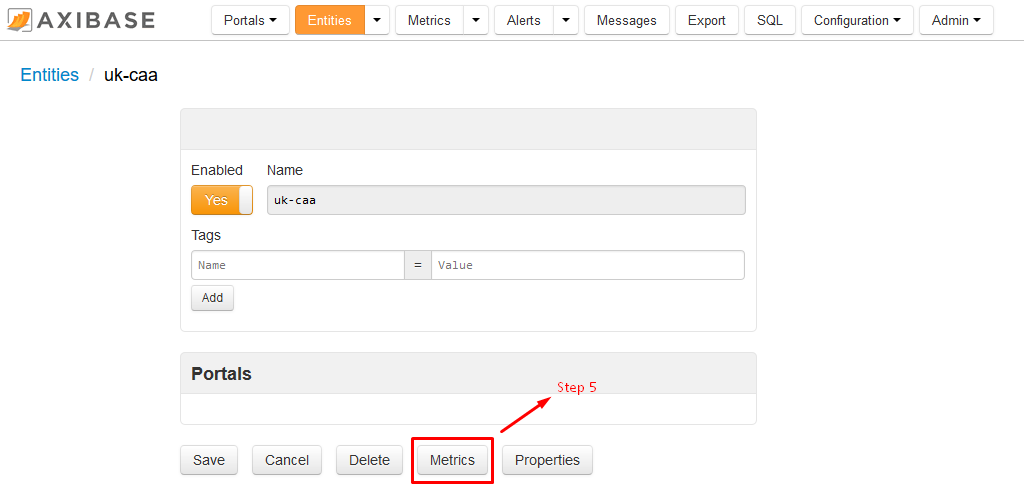 AXIBASE Portals Entities Metrics Alerts Messages Export SQL Configuration Admin
Entities / uk-caa
Enabled Name
Yes uk-caa
Tags
Name = Value
Add
Portals
Step 5
Save Cancel Delete Metrics Properties